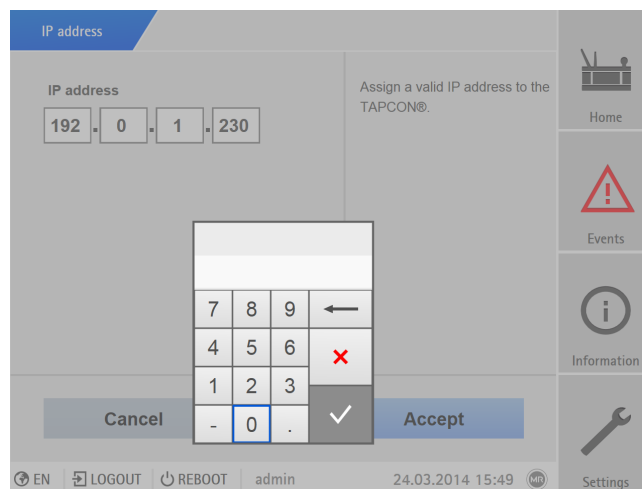 IP address
IP address
192 . 0 . 1 . 230
Assign a valid IP address to the
TAPCON®.
Home
Events
Information
Settings
7 8 9
4 5 6
1 2 3
- 0 .
Cancel
Accept
EN LOGOUT REBOOT admin 24.03.2014 15:49 MR